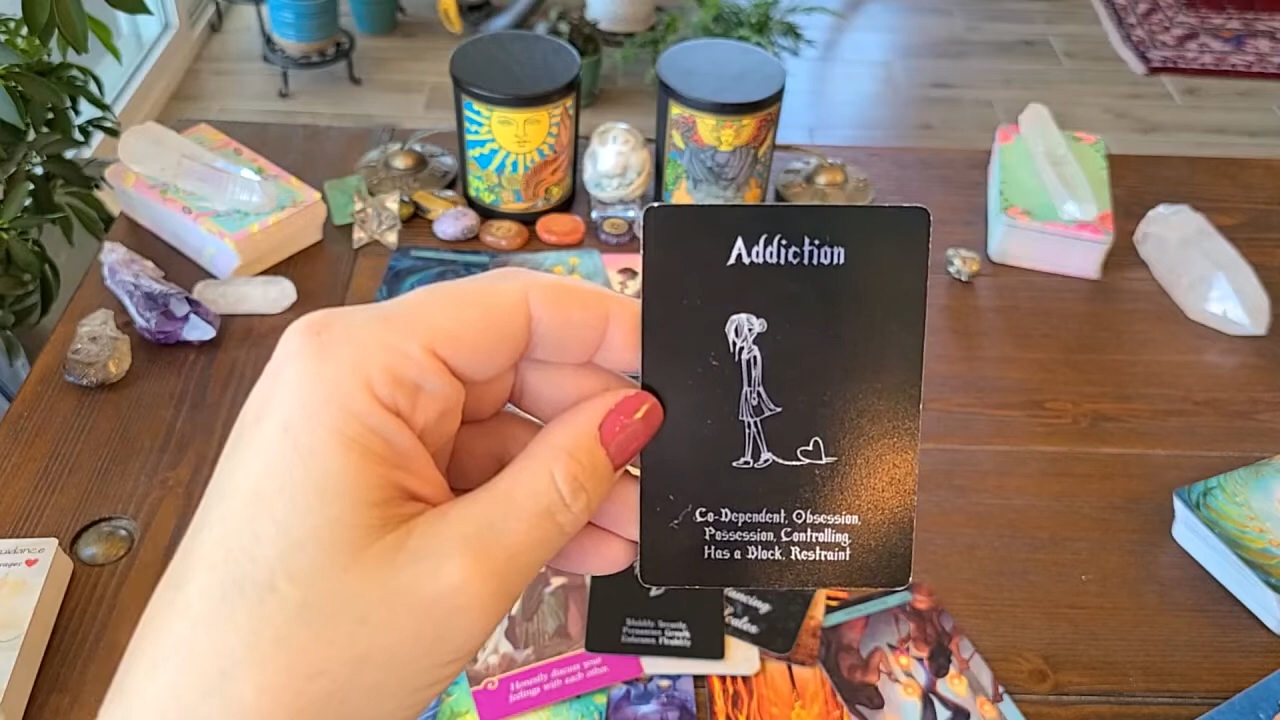 Addiction
Co-Dependent, Obsession,
Possession, Controlling,
Has a Block, Restraint
Honestly discuss your
feelings with each other.